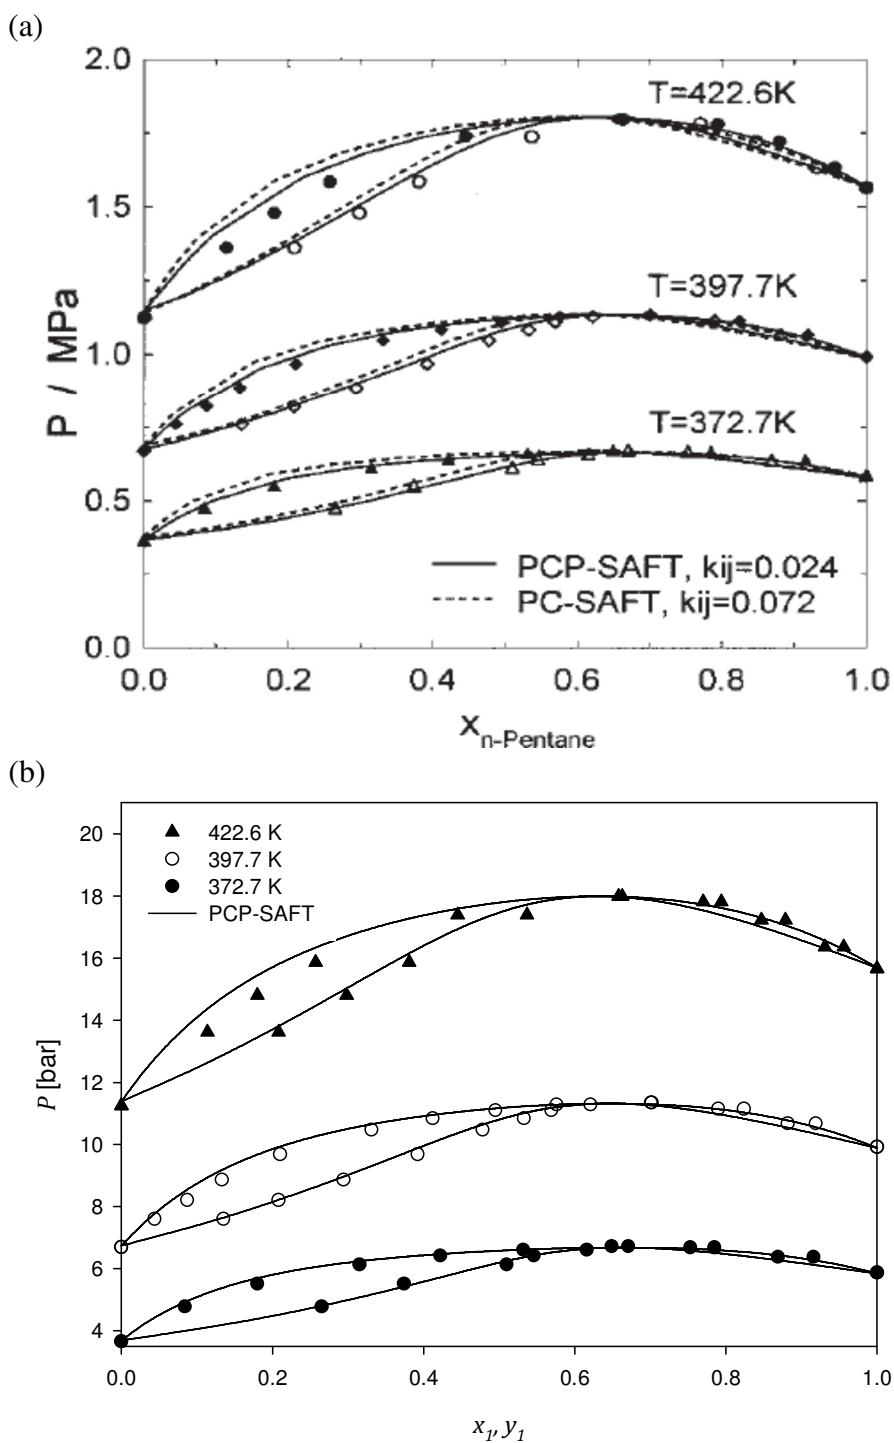 (a)
2.0
T=422.6K
1.5
T=397.7K
P / MPa
1.0
T=372.7K
0.5
PCP-SAFT, kij=0.024
PC-SAFT, kij=0.072
0.0
0.0 0.2 0.4 0.6 0.8 1.0
Xn-Pentane
(b)
20
422.6 K
397.7 K
372.7 K
PCP-SAFT
18
16
14
P [bar]
12
10
8
6
4
0.0 0.2 0.4 0.6 0.8 1.0
x1, y1